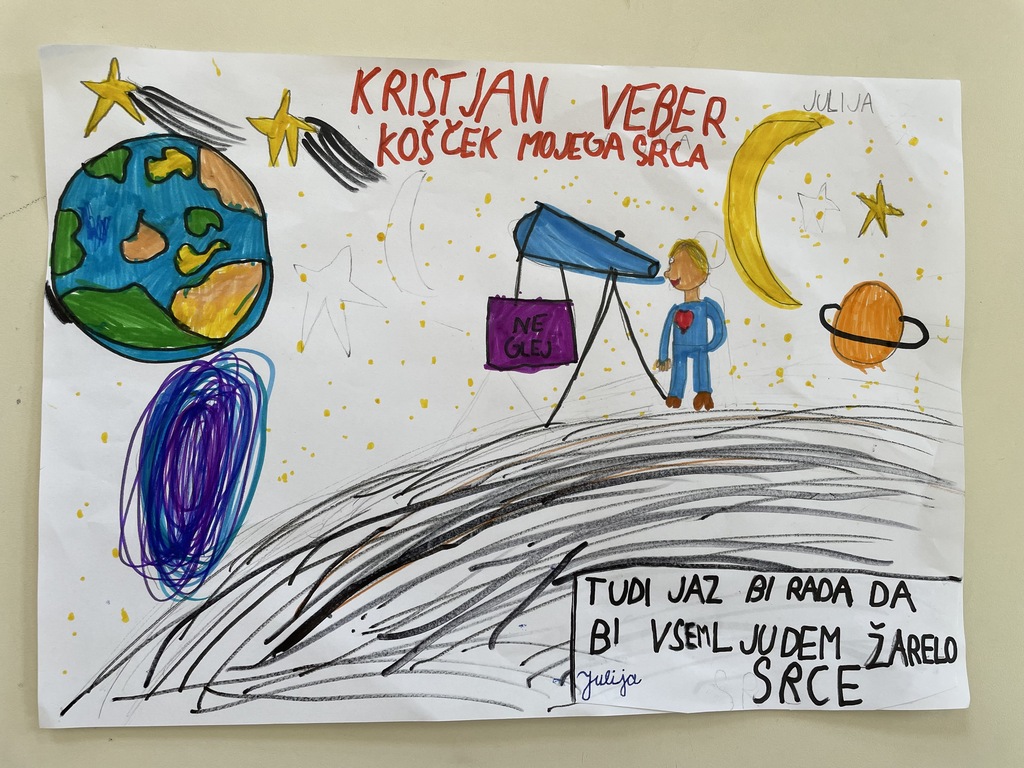 JULIJA
KRISTJAN VEBER
KOŠČEK MOJEGA SRCA
NE
GLEJ
TUDI JAZ BI RADA DA
BI VSEM LJUDEM ŽARELO
SRCE
Julija